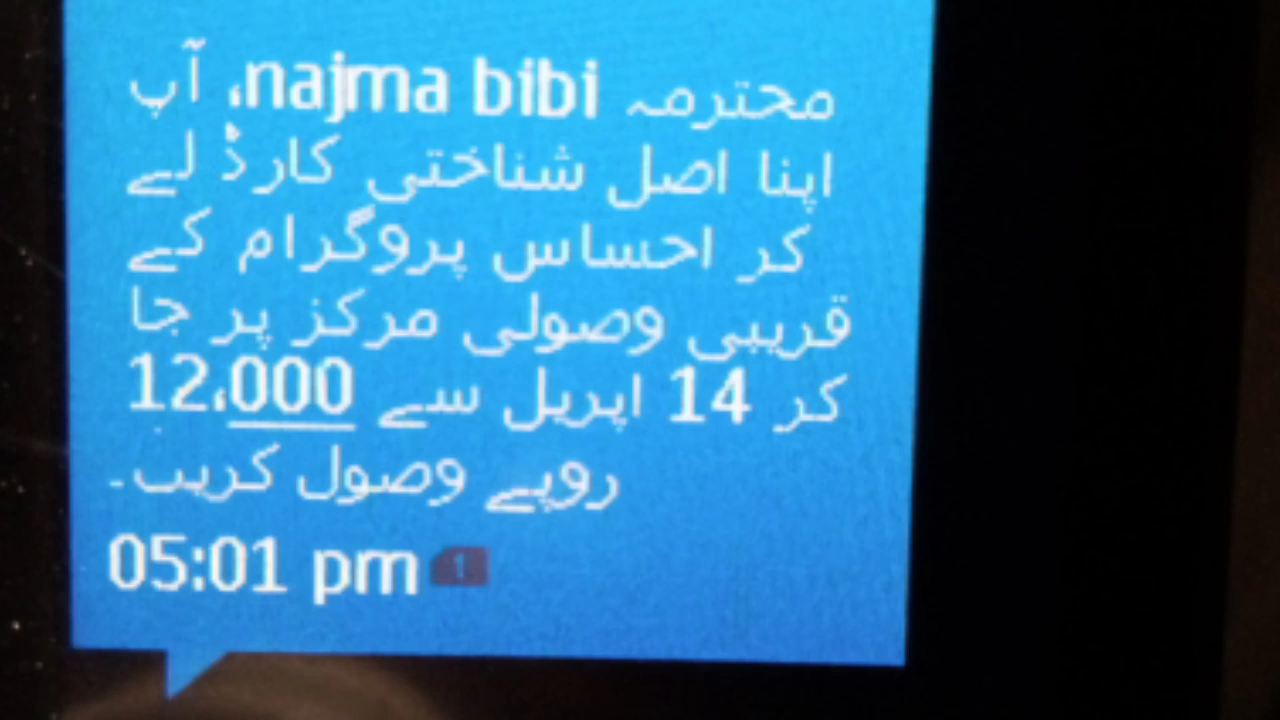 محترمہ najma bibi، آپ
اپنا اصل شناختی کارڈ لے
کر احساس پروگرام کے
قریبی وصولی مرکز پر جا
کر 14 اپریل سے 12،000
روپے وصول کریں۔
05:01 pm 1